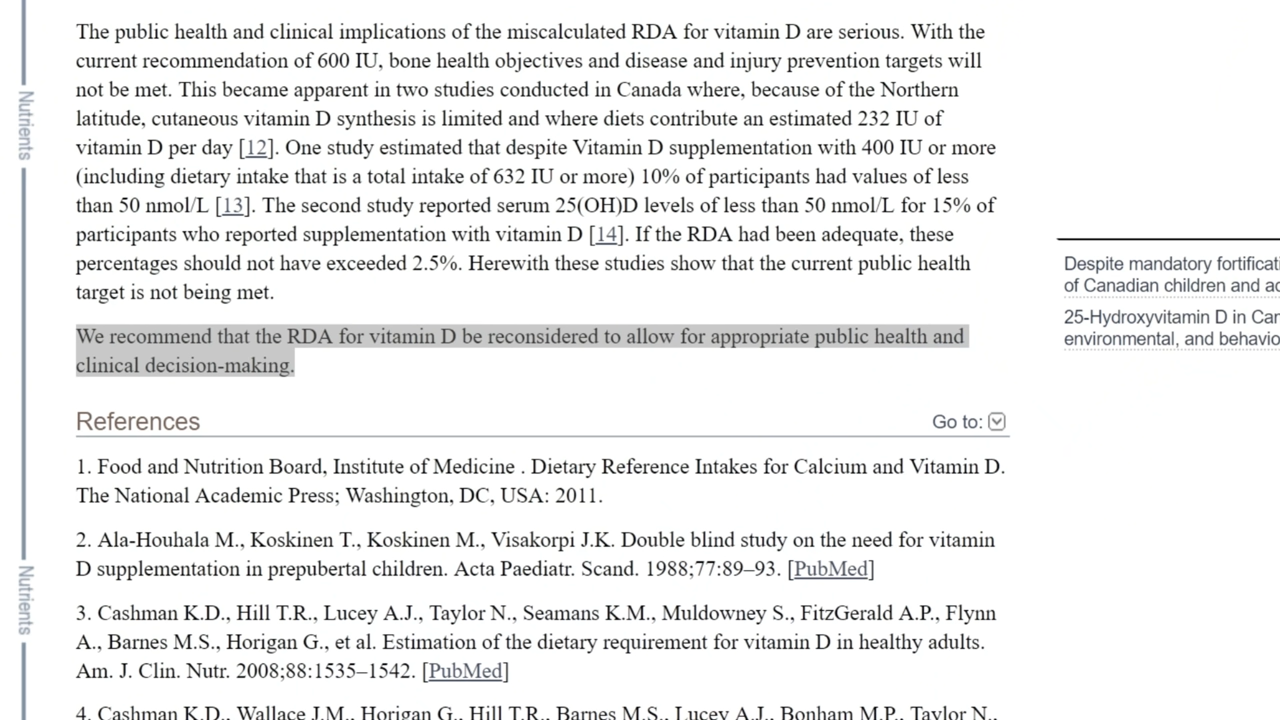 The public health and clinical implications of the miscalculated RDA for vitamin D are serious. With the
current recommendation of 600 IU, bone health objectives and disease and injury prevention targets will
not be met. This became apparent in two studies conducted in Canada where, because of the Northern
latitude, cutaneous vitamin D synthesis is limited and where diets contribute an estimated 232 IU of
vitamin D per day [12]. One study estimated that despite Vitamin D supplementation with 400 IU or more
(including dietary intake that is a total intake of 632 IU or more) 10% of participants had values of less
than 50 nmol/L [13]. The second study reported serum 25(OH)D levels of less than 50 nmol/L for 15% of
participants who reported supplementation with vitamin D [14]. If the RDA had been adequate, these
percentages should not have exceeded 2.5%. Herewith these studies show that the current public health
target is not being met.
We recommend that the RDA for vitamin D be reconsidered to allow for appropriate public health and
clinical decision-making.
References
Go to:
1. Food and Nutrition Board, Institute of Medicine . Dietary Reference Intakes for Calcium and Vitamin D.
The National Academic Press; Washington, DC, USA: 2011.
2. Ala-Houhala M., Koskinen T., Koskinen M., Visakorpi J.K. Double blind study on the need for vitamin
D supplementation in prepubertal children. Acta Paediatr. Scand. 1988;77:89–93. [PubMed]
3. Cashman K.D., Hill T.R., Lucey A.J., Taylor N., Seamans K.M., Muldowney S., FitzGerald A.P., Flynn
A., Barnes M.S., Horigan G., et al. Estimation of the dietary requirement for vitamin D in healthy adults.
Am. J. Clin. Nutr. 2008;88:1535–1542. [PubMed]
4. Cashman K.D., Wallace J.M., Horigan G., Hill T.R., Barnes M.S., Lucey A.J., Bonham M.P., Taylor N.,
Nutrients
Nutrients
Despite mandatory
of Canadian children and
25-Hydroxyvitamin D in
environmental, and